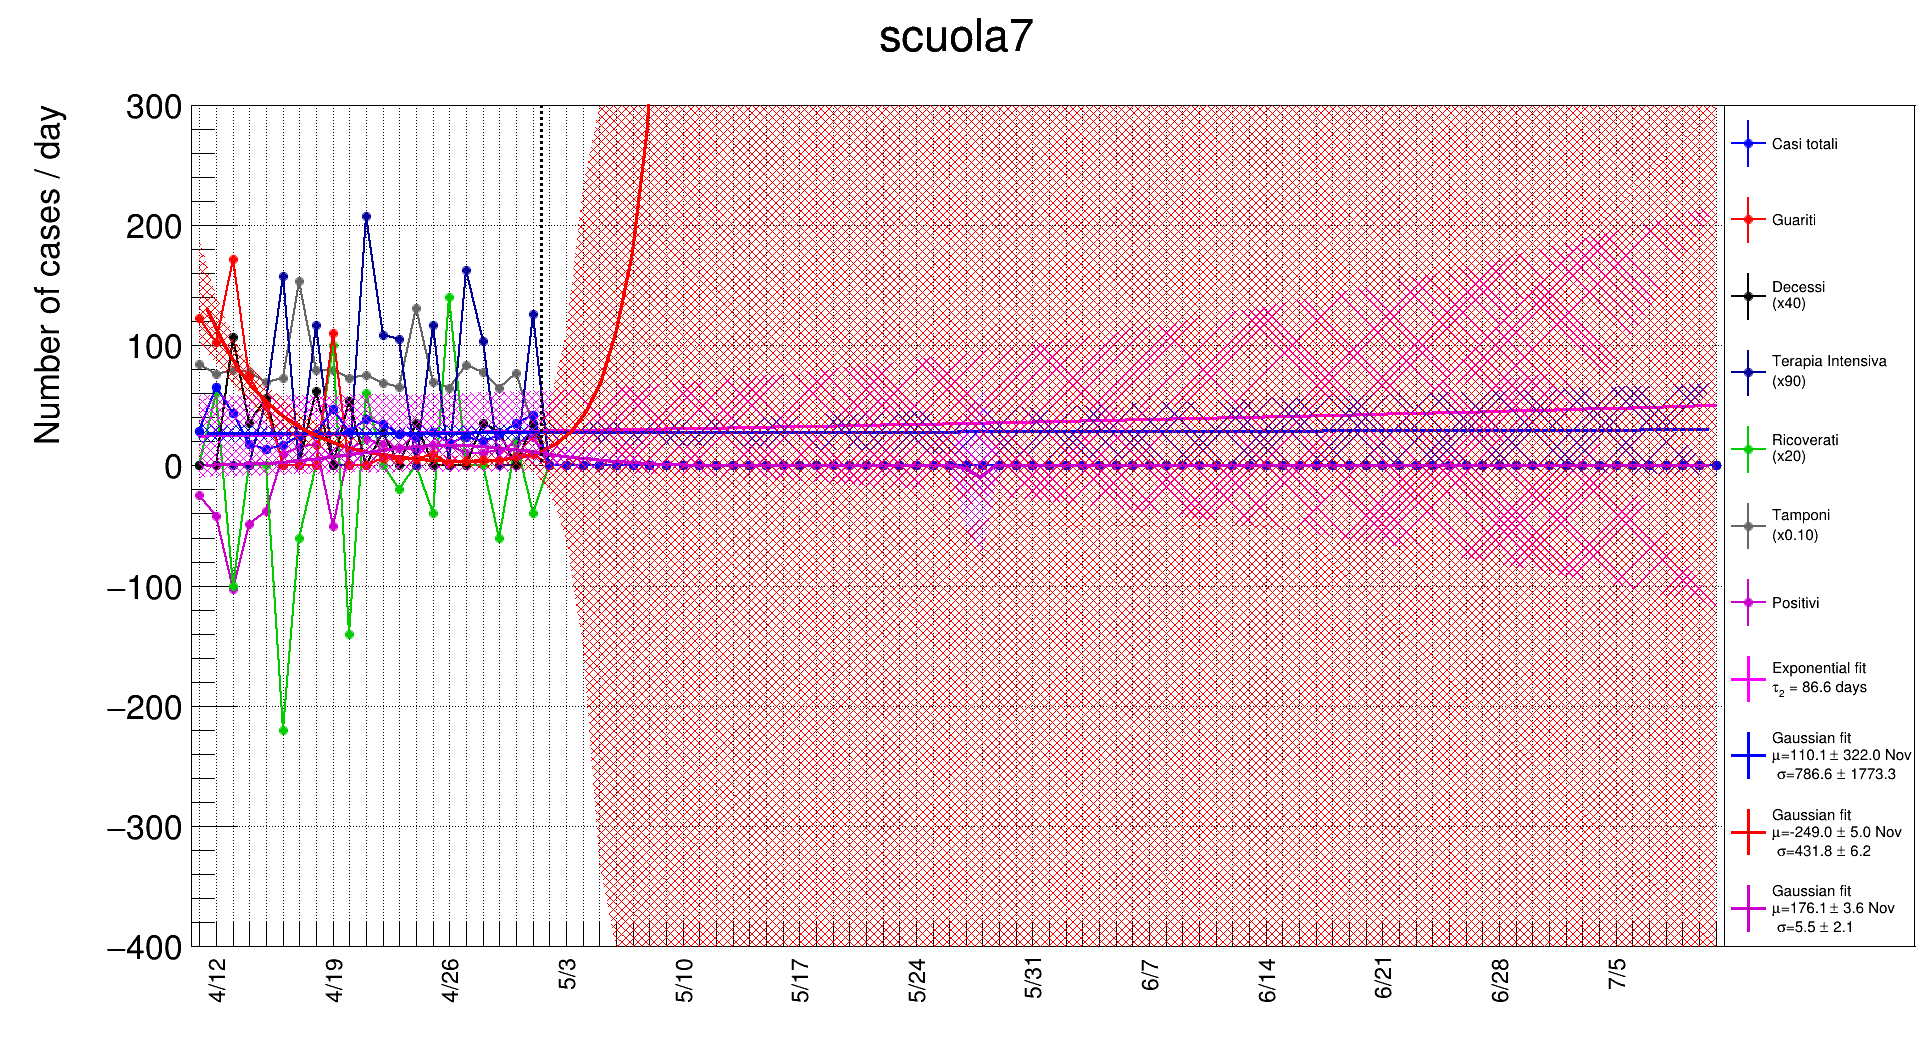 scuola7
Number of cases / day
300
200
100
0
−100
−200
−300
−400
4/12
4/19
4/26
5/3
5/10
5/17
5/24
5/31
6/7
6/14
6/21
6/28
7/5
Casi totali
Guariti
Decessi
(x40)
Terapia Intensiva
(x90)
Ricoverati
(x20)
Tamponi
(x0.10)
Positivi
Exponential fit
τ2 = 86.6 days
Gaussian fit
μ=110.1 ± 322.0 Nov
σ=786.6 ± 1773.3
Gaussian fit
μ=-249.0 ± 5.0 Nov
σ=431.8 ± 6.2
Gaussian fit
μ=176.1 ± 3.6 Nov
σ=5.5 ± 2.1